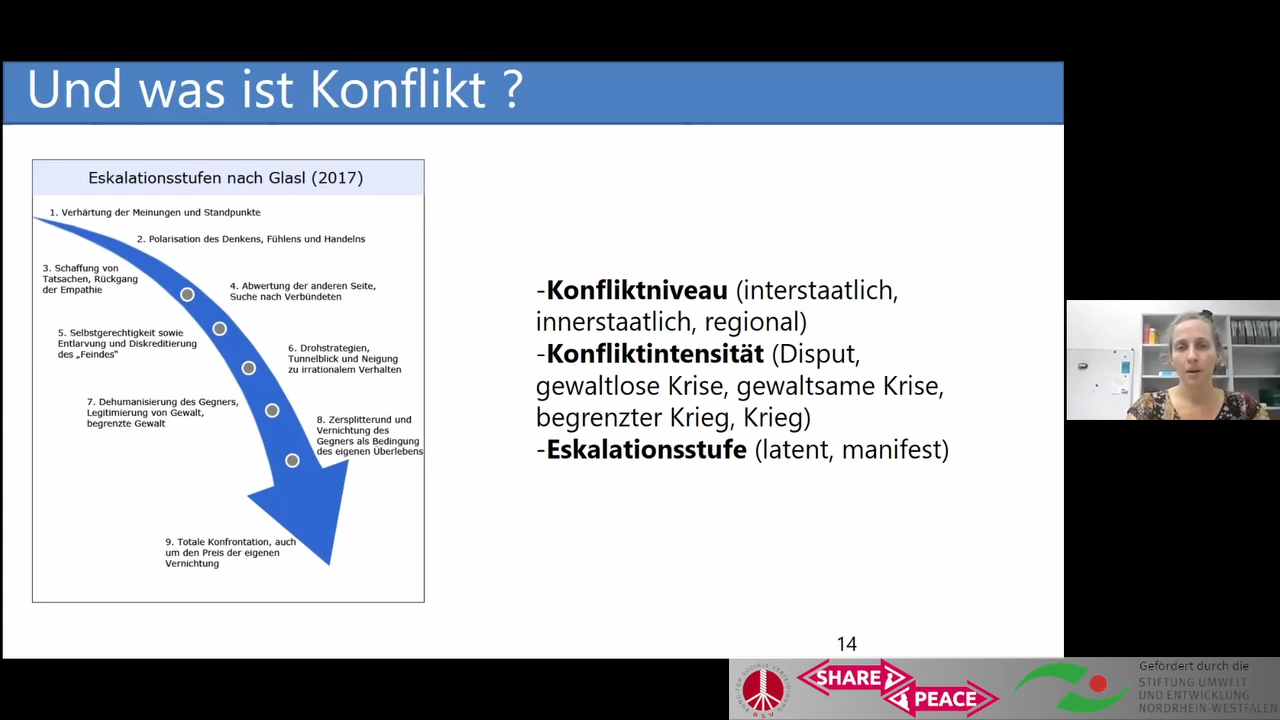 Und was ist Konflikt ?
Eskalationsstufen nach Glasl (2017)
1. Verhärtung der Meinungen und Standpunkte
2. Polarisation des Denkens, Fühlens und Handelns
3. Schaffung von
Tatsachen, Rückgang
der Empathie
4. Abwertung der anderen Seite,
Suche nach Verbündeten
5. Selbstgerechtigkeit sowie
Entlarvung und Diskreditierung
des „Feindes“
6. Drohstrategien,
Tunnelblick und Neigung
zu irrationalem Verhalten
7. Dehumanisierung des Gegners,
Legitimierung von Gewalt,
begrenzte Gewalt
8. Zersplitterund und
Vernichtung des
Gegners als Bedingung
des eigenen Überlebens
9. Totale Konfrontation, auch
um den Preis der eigenen
Vernichtung
-Konfliktniveau (interstaatlich,
innerstaatlich, regional)
-Konfliktintensität (Disput,
gewaltlose Krise, gewaltsame Krise,
begrenzter Krieg, Krieg)
-Eskalationsstufe (latent, manifest)
14
BUND FÜR SOZIALE VERTEIDIGUNG
BSV
SHARE
PEACE
Gefördert durch die
STIFTUNG UMWELT
UND ENTWICKLUNG
NORDRHEIN-WESTFALEN